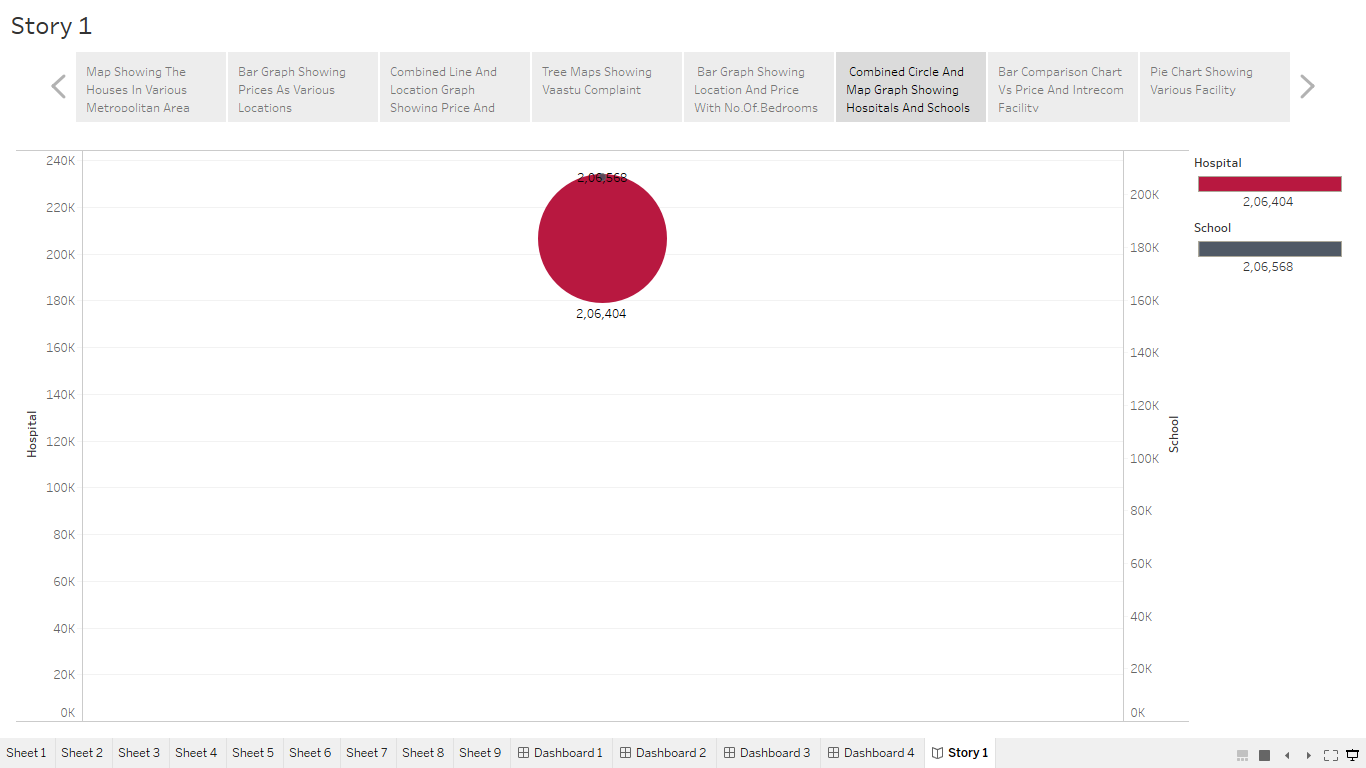 Story 1
Map Showing The
Houses In Various
Metropolitan Area
Bar Graph Showing
Prices As Various
Locations
Combined Line And
Location Graph
Showing Price And
Tree Maps Showing
Vaastu Complaint
Bar Graph Showing
Location And Price
With No.Of.Bedrooms
Combined Circle And
Map Graph Showing
Hospitals And Schools
Bar Comparison Chart
Vs Price And Intrecom
Facility
Pie Chart Showing
Various Facility
240K
220K
200K
180K
160K
140K
120K
100K
80K
60K
40K
20K
0K
Hospital
2,06,568
2,06,404
200K
180K
160K
140K
120K
100K
80K
60K
40K
20K
0K
School
Hospital
2,06,404
School
2,06,568
Sheet 1 Sheet 2 Sheet 3 Sheet 4 Sheet 5 Sheet 6 Sheet 7 Sheet 8 Sheet 9 Dashboard 1 Dashboard 2 Dashboard 3 Dashboard 4 Story 1